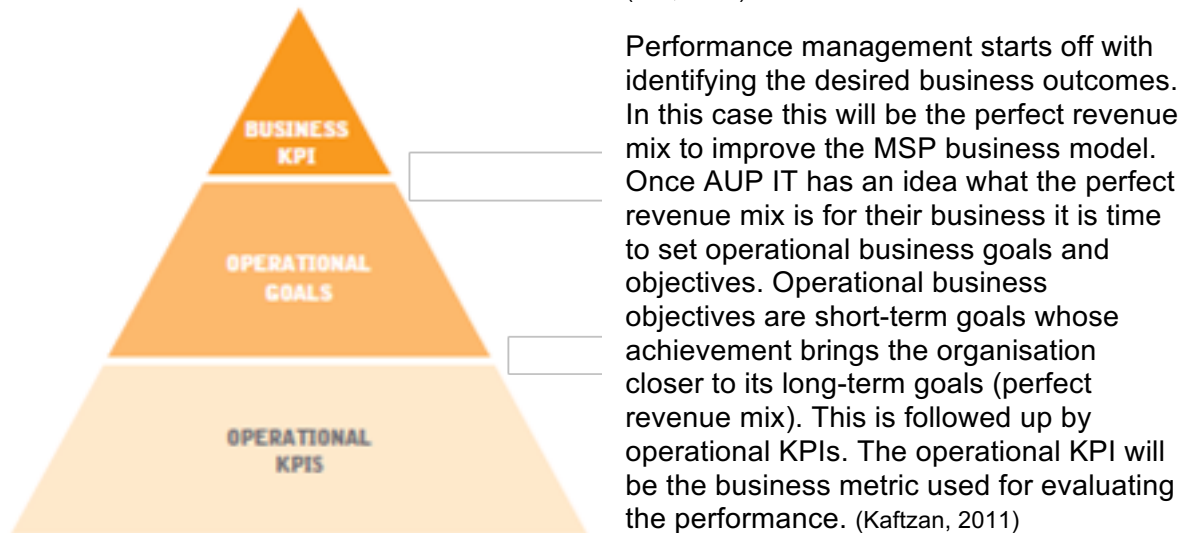 BUSINESS
KPI
OPERATIONAL
GOALS
OPERATIONAL
KPIS
Performance management starts off with
identifying the desired business outcomes.
In this case this will be the perfect revenue
mix to improve the MSP business model.
Once AUP IT has an idea what the perfect
revenue mix is for their business it is time
to set operational business goals and
objectives. Operational business
objectives are short-term goals whose
achievement brings the organisation
closer to its long-term goals (perfect
revenue mix). This is followed up by
operational KPIs. The operational KPI will
be the business metric used for evaluating
the performance. (Kaftzan, 2011)